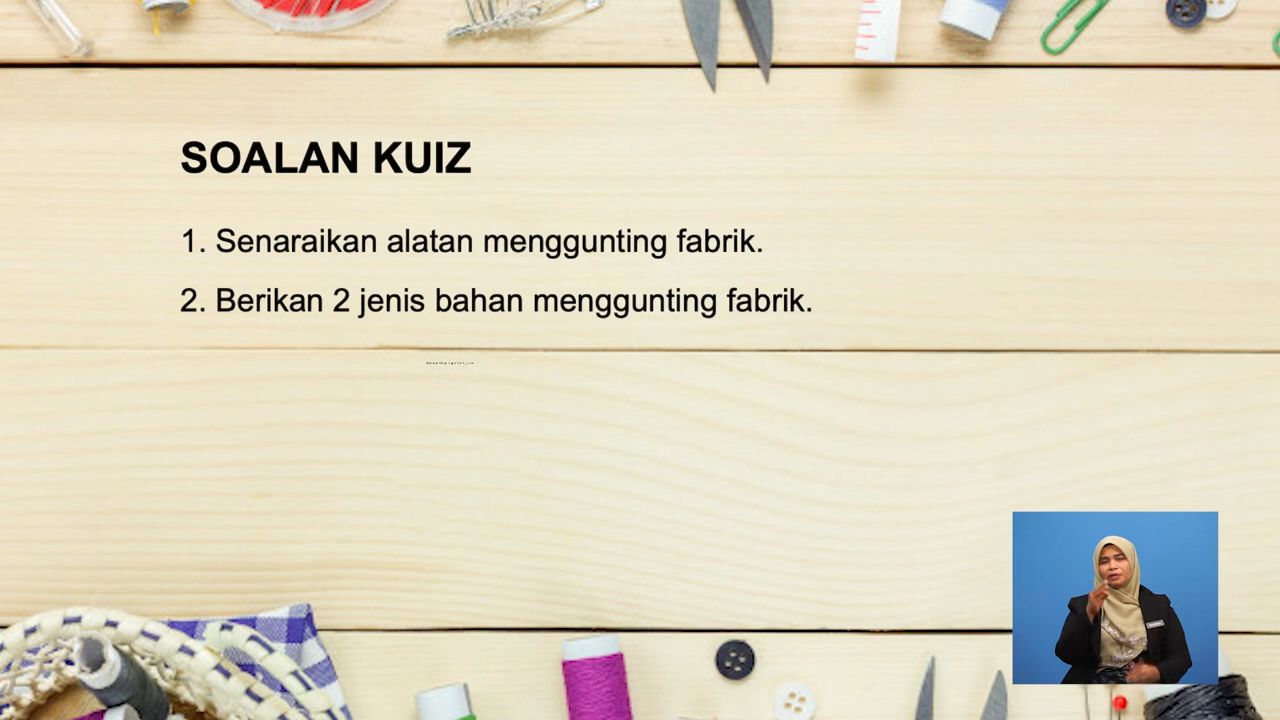 SOALAN KUIZ
1. Senaraikan alatan menggunting fabrik.
2. Berikan 2 jenis bahan menggunting fabrik.